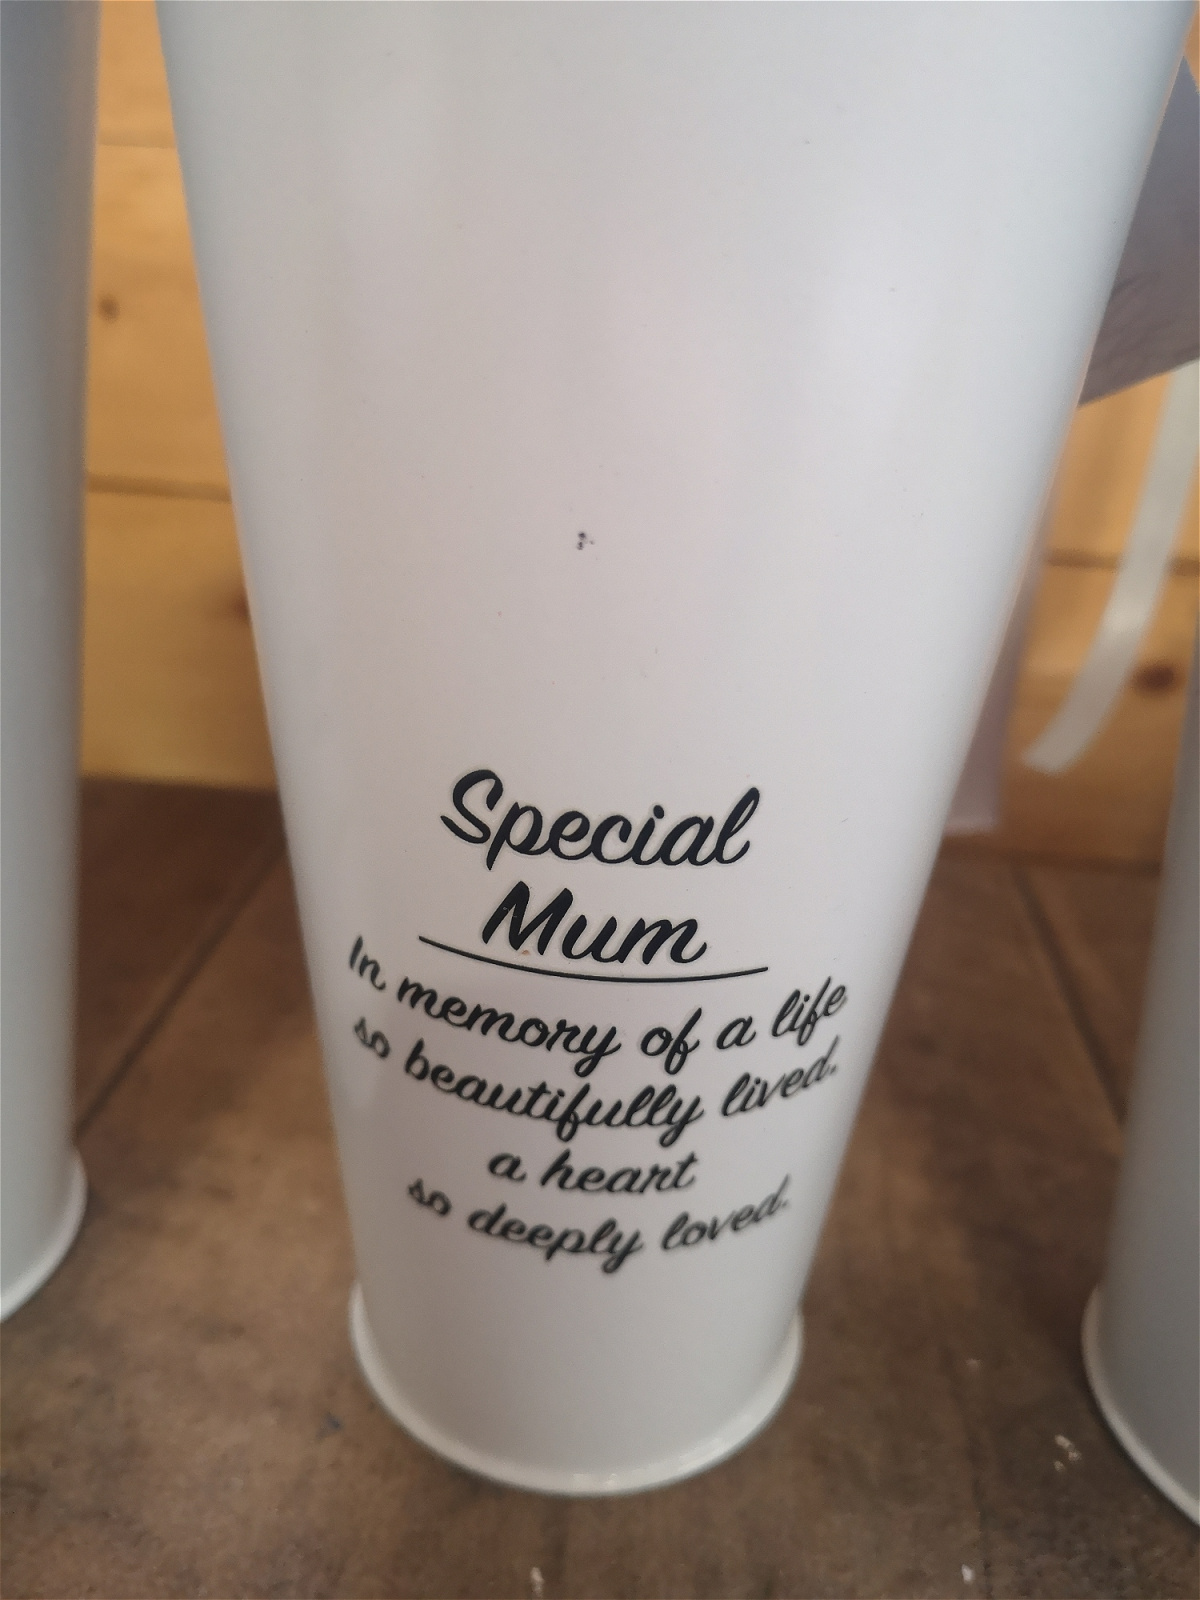 Special
Mum
In memory of a life
so beautifully lived.
a heart
so deeply loved.